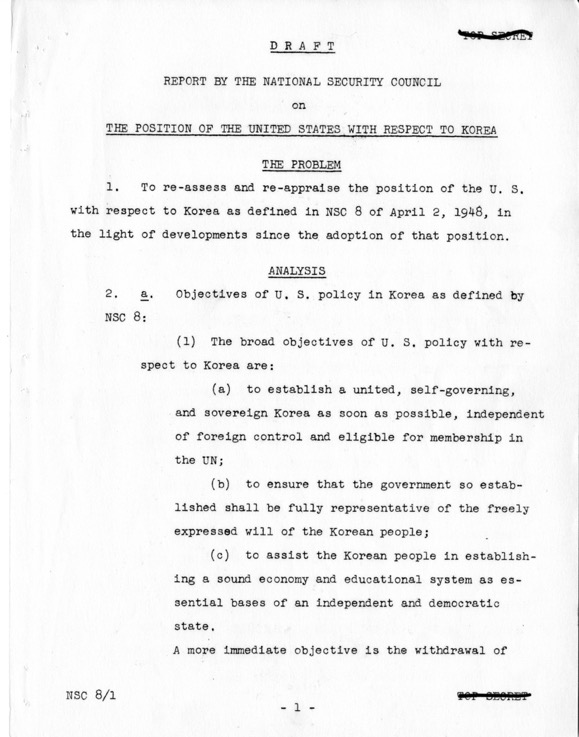 TOP SECRET
D R A F T
REPORT BY THE NATIONAL SECURITY COUNCIL
on
THE POSITION OF THE UNITED STATES WITH RESPECT TO KOREA
THE PROBLEM
1. To re-assess and re-appraise the position of the U. S.
with respect to Korea as defined in NSC 8 of April 2, 1948, in
the light of developments since the adoption of that position.
ANALYSIS
2. a. Objectives of U. S. policy in Korea as defined by
NSC 8:
(1) The broad objectives of U. S. policy with re-
spect to Korea are:
(a) to establish a united, self-governing,
and sovereign Korea as soon as possible, independent
of foreign control and eligible for membership in
the UN;
(b) to ensure that the government so estab-
lished shall be fully representative of the freely
expressed will of the Korean people;
(c) to assist the Korean people in establish-
ing a sound economy and educational system as es-
sential bases of an independent and democratic
state.
A more immediate objective is the withdrawal of
NSC 8/1
TOP SECRET
- 1 -